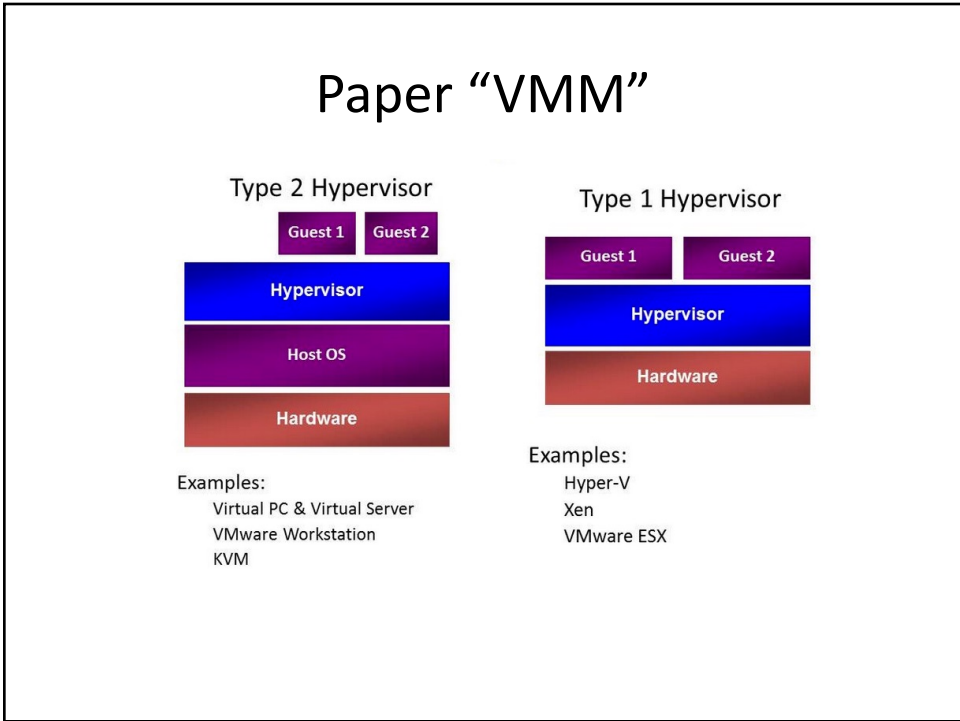 Paper “VMM”
Type 2 Hypervisor
Guest 1
Guest 2
Hypervisor
Host OS
Hardware
Examples:
Virtual PC & Virtual Server
VMware Workstation
KVM
Type 1 Hypervisor
Guest 1
Guest 2
Hypervisor
Hardware
Examples:
Hyper-V
Xen
VMware ESX